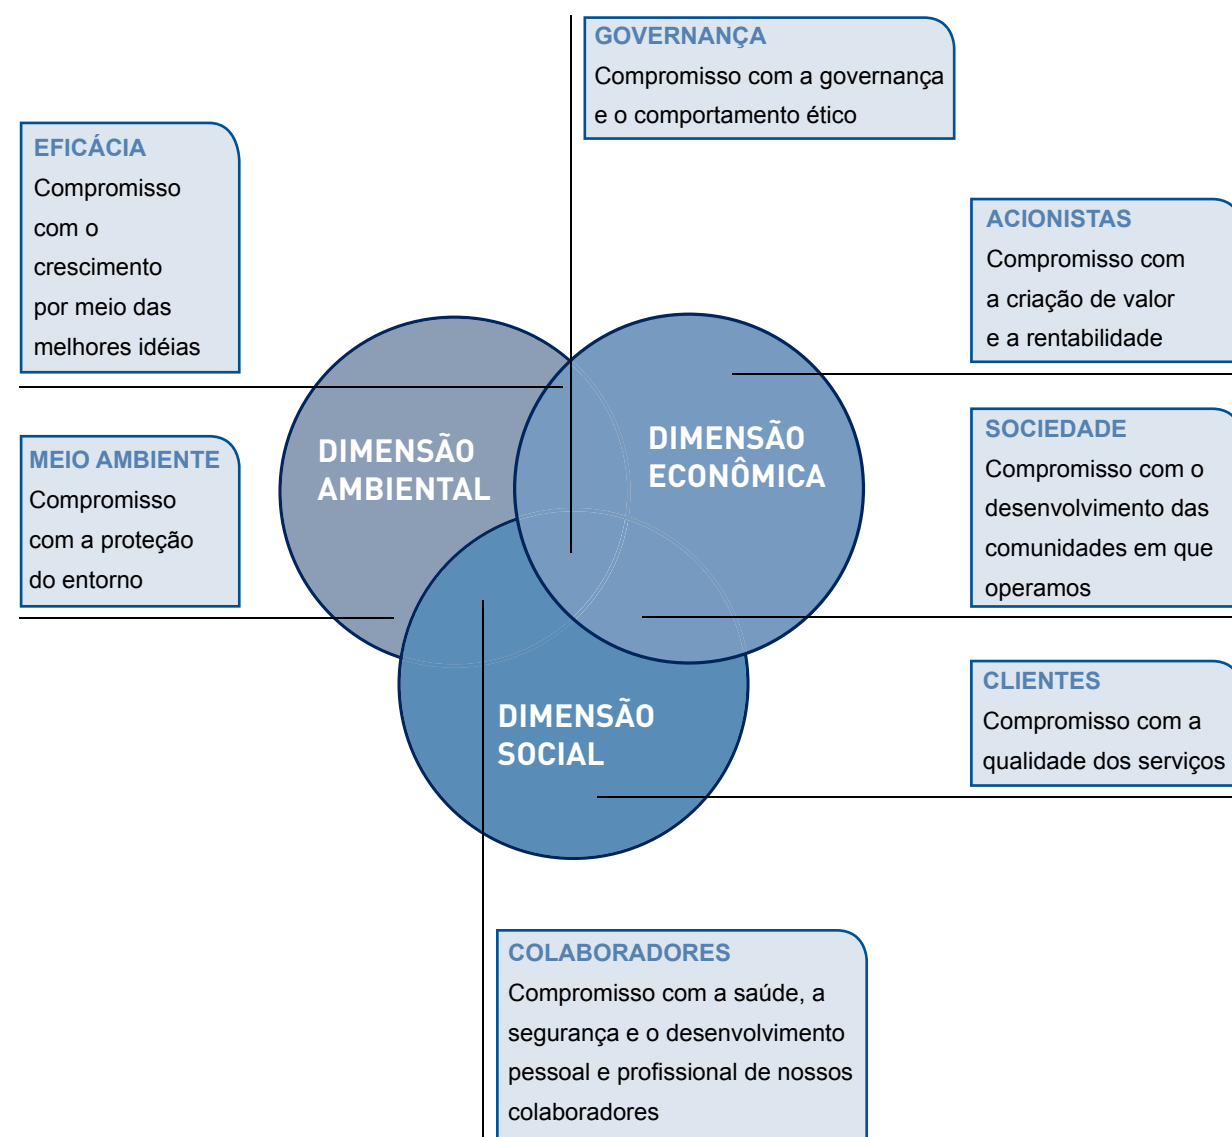 GOVERNANÇA
Compromisso com a governança
e o comportamento ético
EFICÁCIA
Compromisso
com o
crescimento
por meio das
melhores idéias
ACIONISTAS
Compromisso com
a criação de valor
e a rentabilidade
MEIO AMBIENTE
Compromisso
com a proteção
do entorno
DIMENSÃO
AMBIENTAL
DIMENSÃO
ECONÔMICA
SOCIEDADE
Compromisso com o
desenvolvimento das
comunidades em que
operamos
DIMENSÃO
SOCIAL
CLIENTES
Compromisso com a
qualidade dos serviços
COLABORADORES
Compromisso com a saúde, a
segurança e o desenvolvimento
pessoal e profissional de nossos
colaboradores